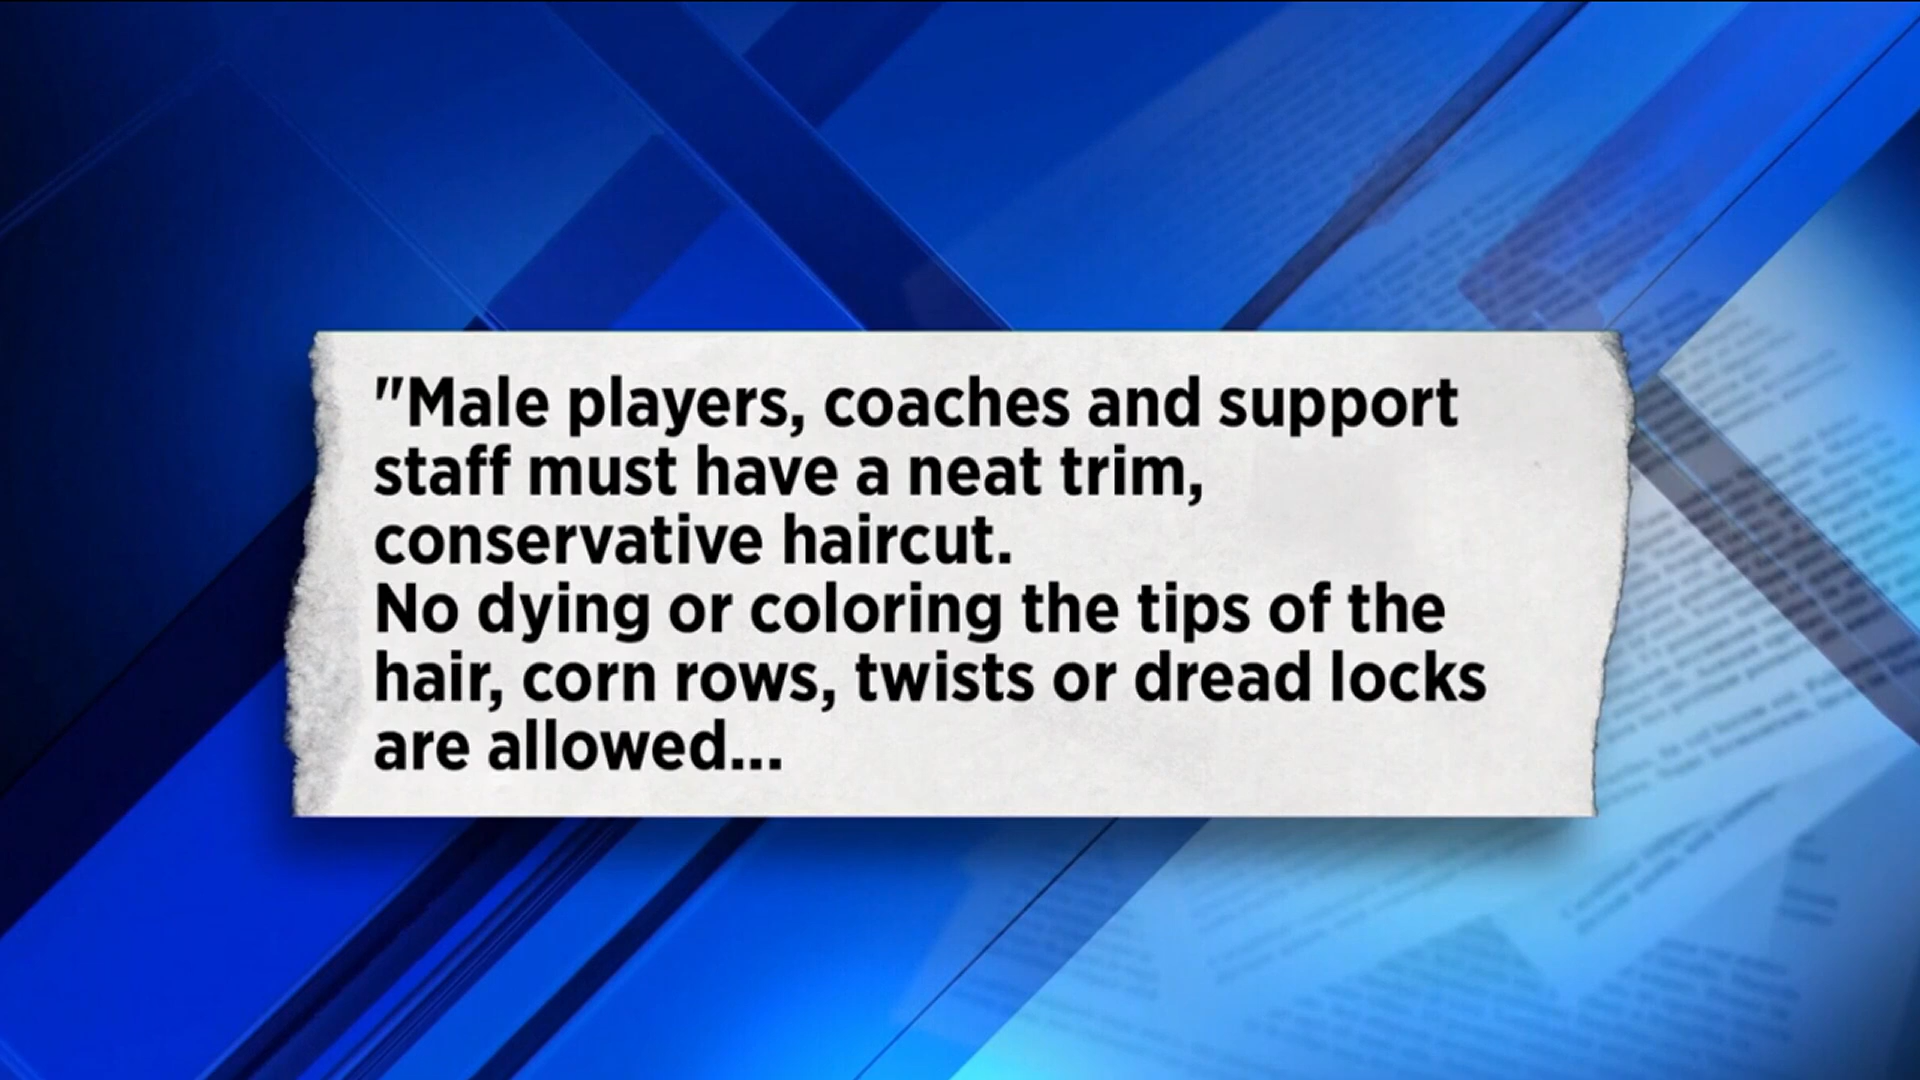 "Male players, coaches and support
staff must have a neat trim,
conservative haircut.
No dying or coloring the tips of the
hair, corn rows, twists or dread locks
are allowed...